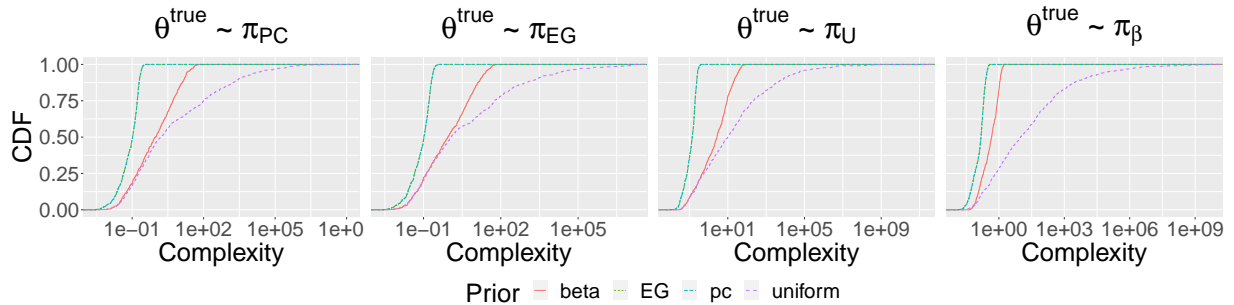 θ^true ~ π_PC
θ^true ~ π_EG
θ^true ~ π_U
θ^true ~ π_β
CDF
1.00
0.75
0.50
0.25
0.00
1e−01 1e+02 1e+0
1e−01 1e+02 1e+05
1e+01 1e+05 1e+09
1e+00 1e+03 1e+06 1e+09
Complexity
Complexity
Complexity
Complexity
Prior beta EG pc uniform